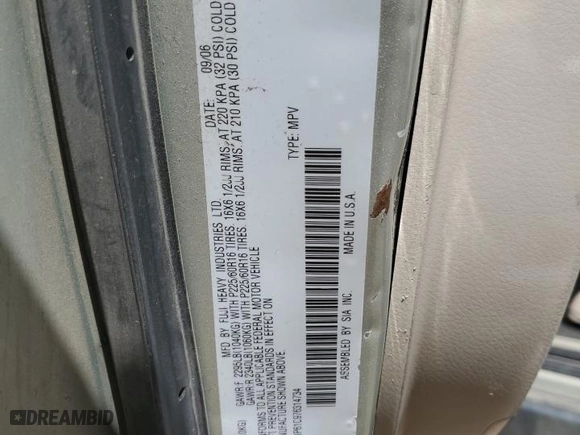 MFD. BY FUJI HEAVY INDUSTRIES LTD. DATE: 09/06
GAWR:F 2295LB(1040KG) WITH P225/60R16 TIRES 16X6 1/2JJ RIMS, AT 220 KPA (32 PSI) COLD
GAWR:R 2340LB(1060KG) WITH P225/60R16 TIRES 16X6 1/2JJ RIMS, AT 210 KPA (30 PSI) COLD
TO ALL APPLICABLE FEDERAL MOTOR VEHICLE
PREVENTION STANDARDS IN EFFECT ON
SHOWN ABOVE.
TYPE: MPV
ASSEMBLED BY SIA INC. MADE IN U.S.A.
DREAMBID
DREAMBID